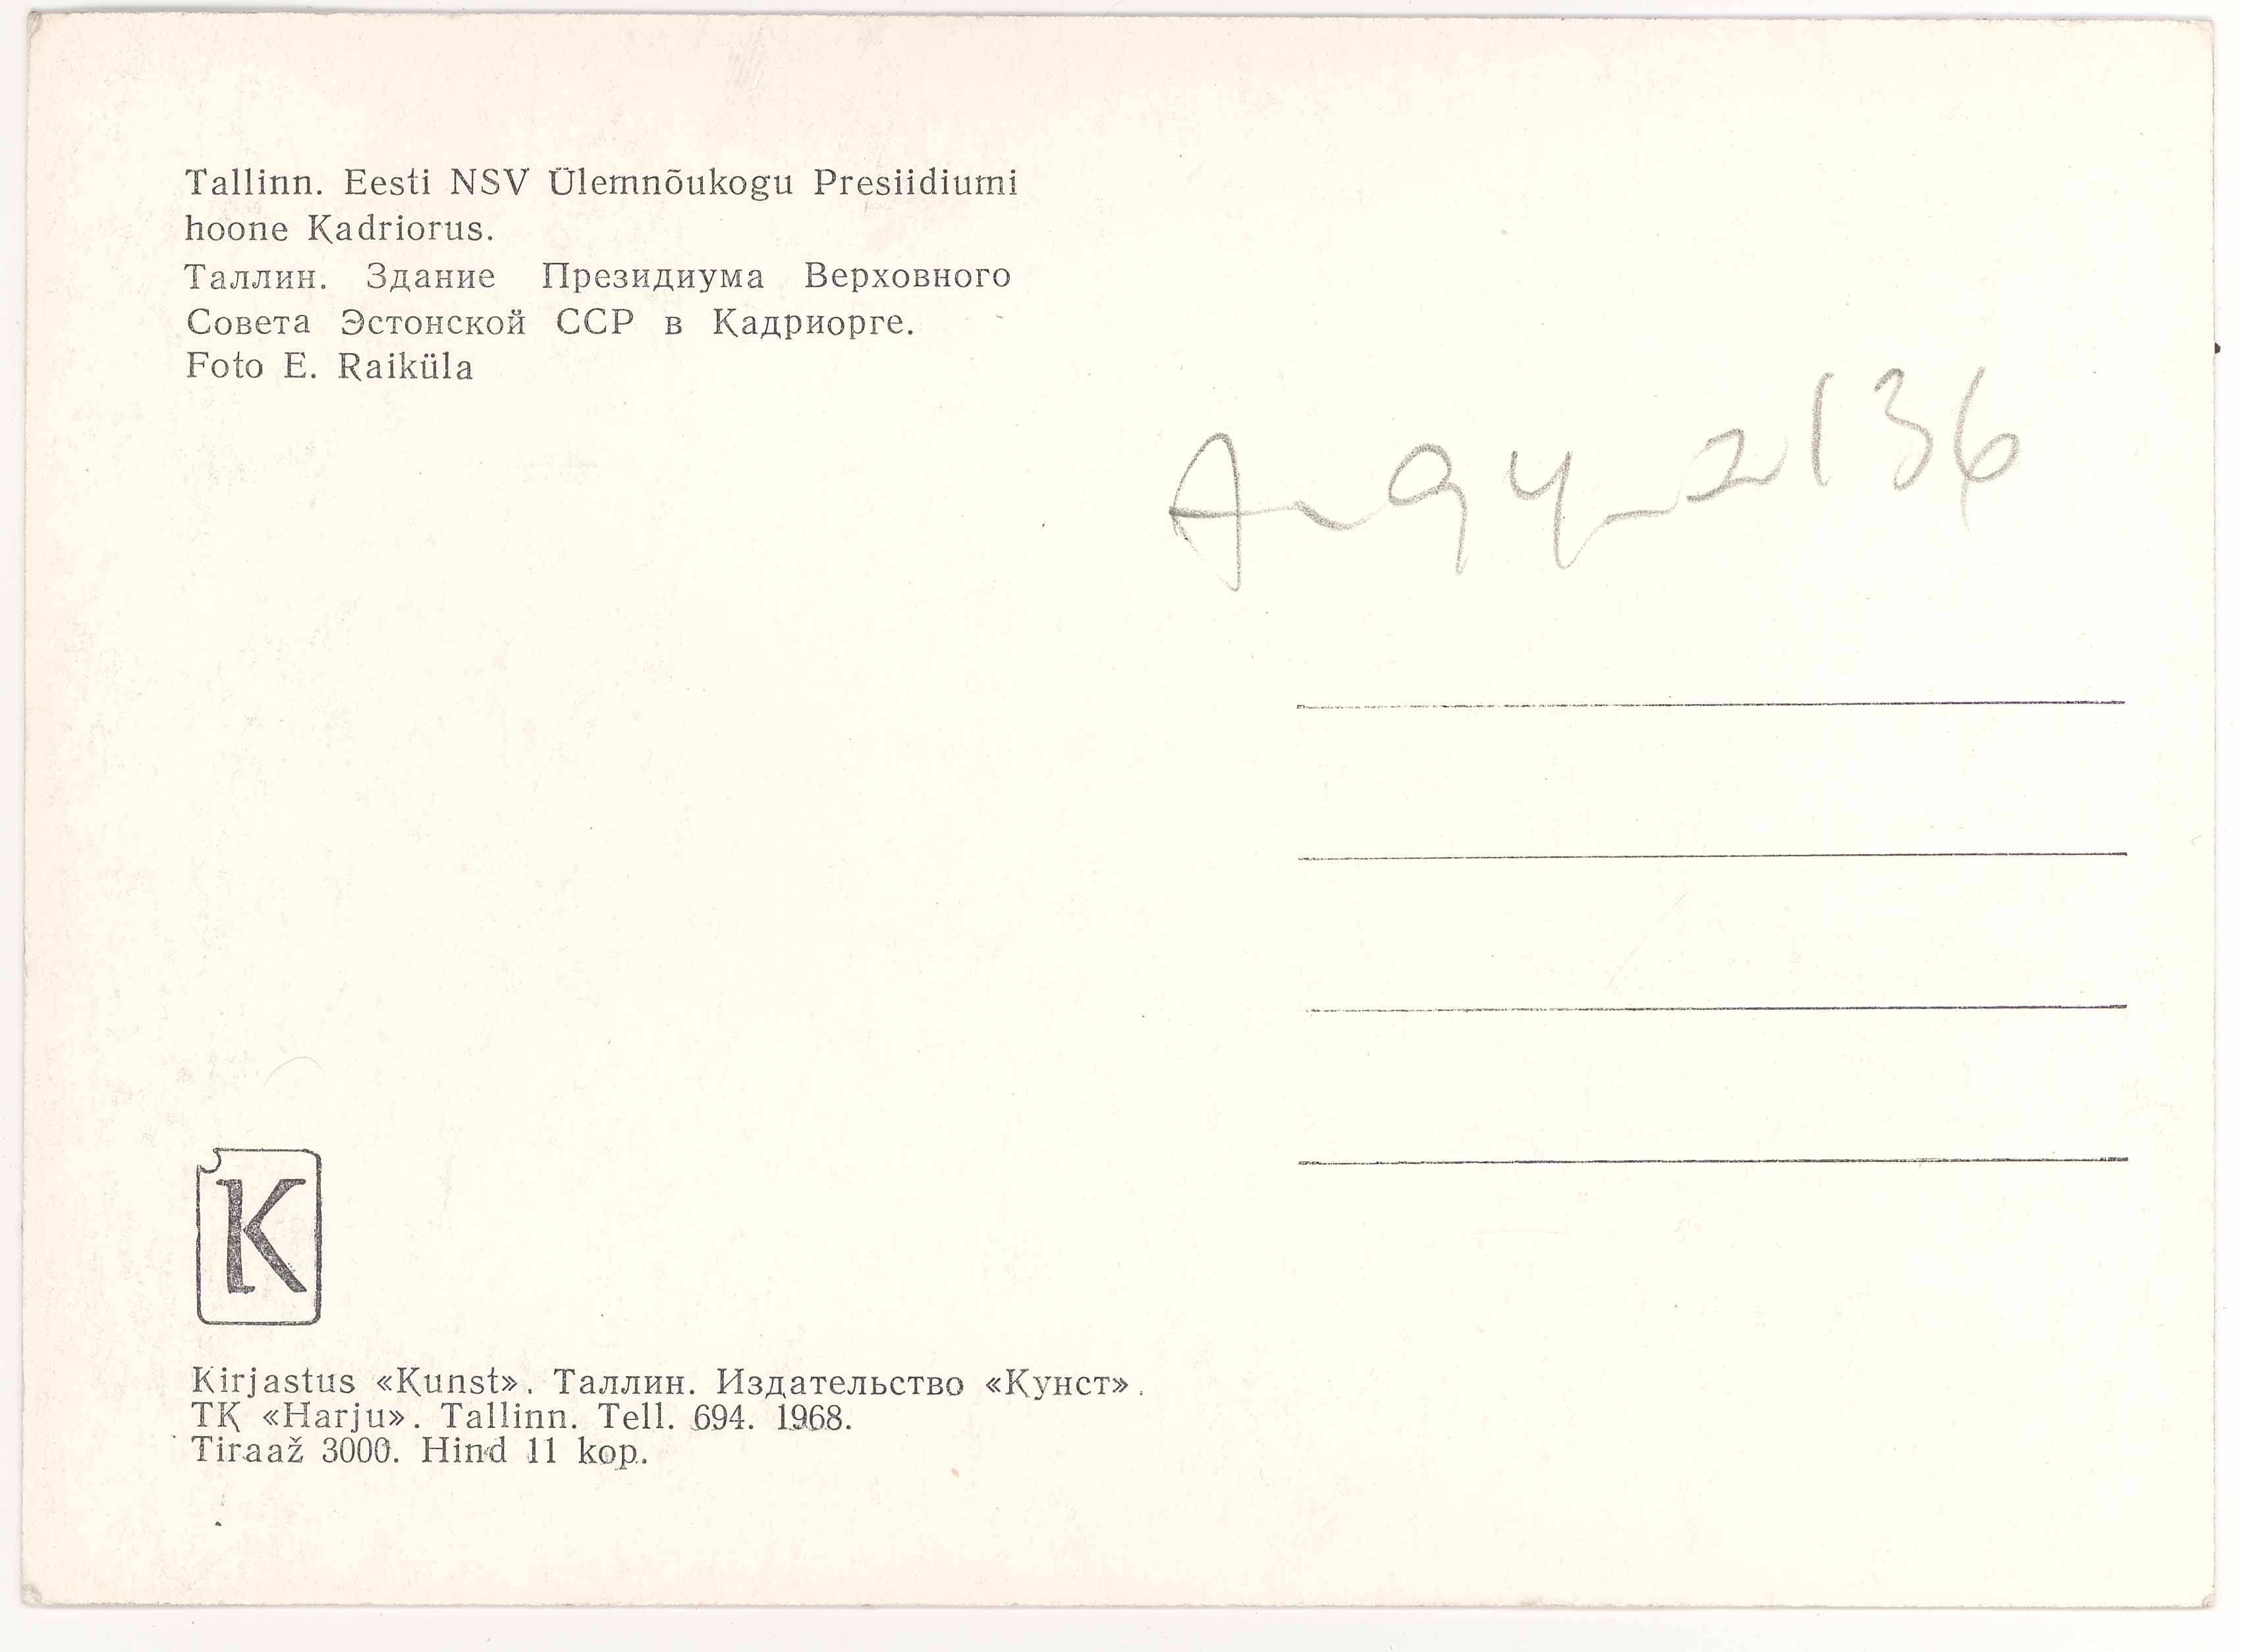 Tallinn. Eesti NSV Ülemnõukogu Presiidiumi
hoone Kadriorus.
Таллин. Здание Президиума Верховного
Совета Эстонской ССР в Кадриорге.
Foto E. Raiküla
A-94-2136
K
Kirjastus «Kunst». Таллин. Издательство «Кунст».
TK «Harju». Tallinn. Tell. 694. 1968.
Tiraaž 3000. Hind 11 kop.